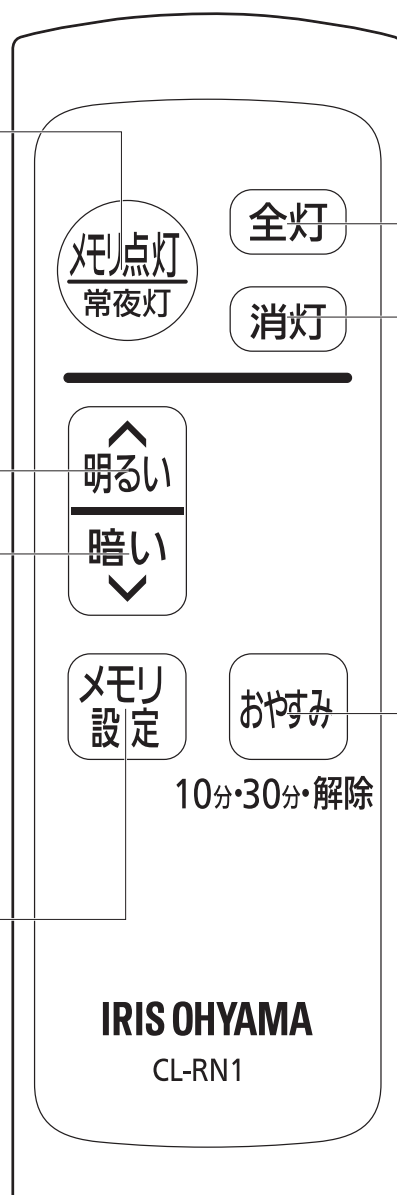 メモリ点灯
常夜灯
全灯
消灯
明るい
暗い
メモリ
設定
おやすみ
10分・30分・解除
IRIS OHYAMA
CL-RN1